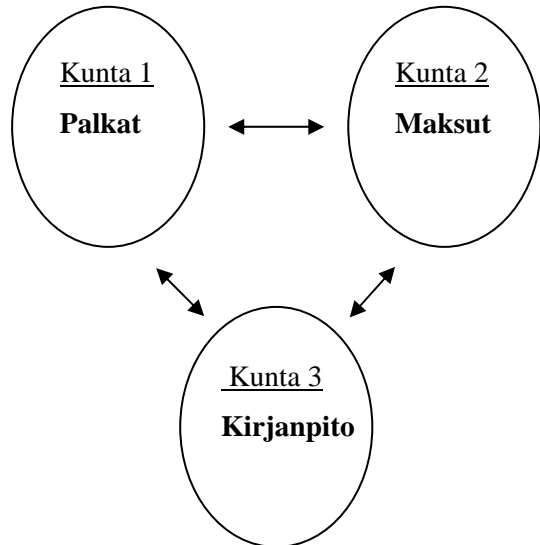 Kunta 1
Palkat
Kunta 2
Maksut
Kunta 3
Kirjanpito